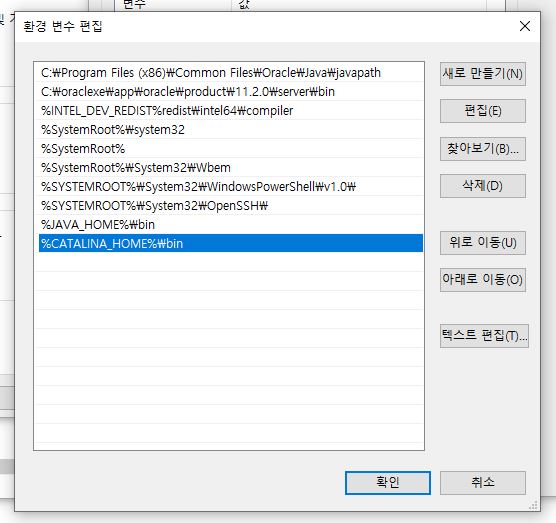 변수
값
환경 변수 편집
C:₩Program Files (x86)₩Common Files₩Oracle₩Java₩javapath
C:₩oraclexe₩app₩oracle₩product₩11.2.0₩server₩bin
%INTEL_DEV_REDIST%redist₩intel64₩compiler
%SystemRoot%₩system32
%SystemRoot%
%SystemRoot%₩System32₩Wbem
%SYSTEMROOT%₩System32₩WindowsPowerShell₩v1.0₩
%SYSTEMROOT%₩System32₩OpenSSH₩
%JAVA_HOME%₩bin
%CATALINA_HOME%₩bin
새로 만들기(N)
편집(E)
찾아보기(B)...
삭제(D)
위로 이동(U)
아래로 이동(O)
텍스트 편집(T)...
확인
취소